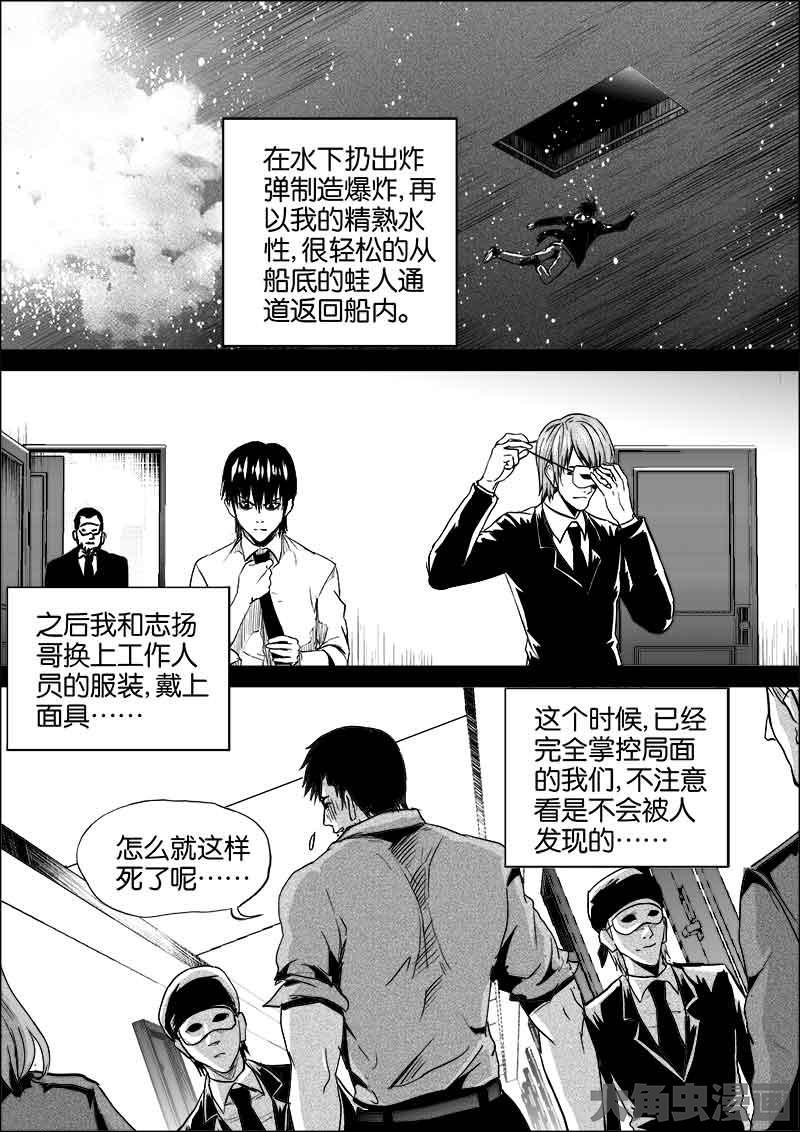 在水下扔出炸
弹制造爆炸,再
以我的精熟水
性,很轻松的从
船底的蛙人通
道返回船内。
之后我和志扬
哥换上工作人
员的服装,戴上
面具……
这个时候,已经
完全掌控局面
的我们,不注意
看是不会被人
发现的……
怎么就这样
死了呢……
大角虫漫画